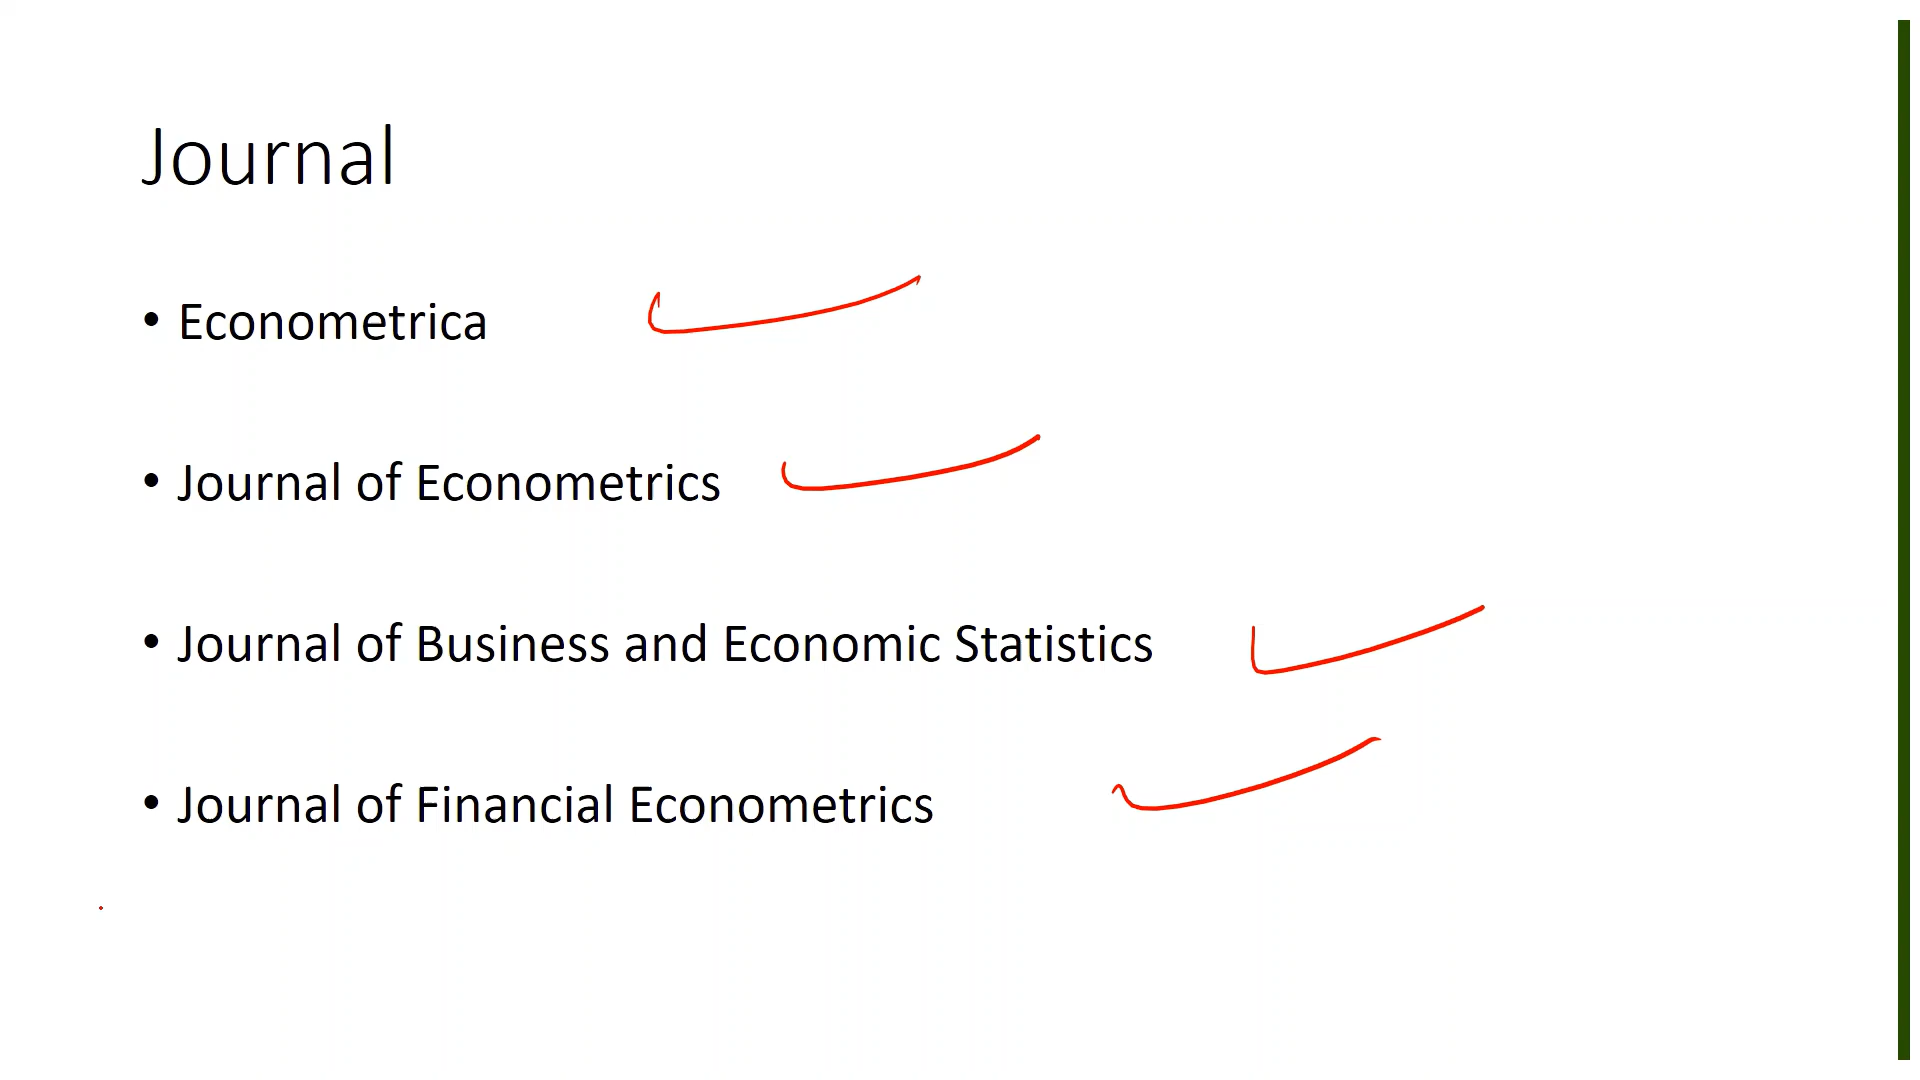 Journal
• Econometrica
• Journal of Econometrics
• Journal of Business and Economic Statistics
• Journal of Financial Econometrics